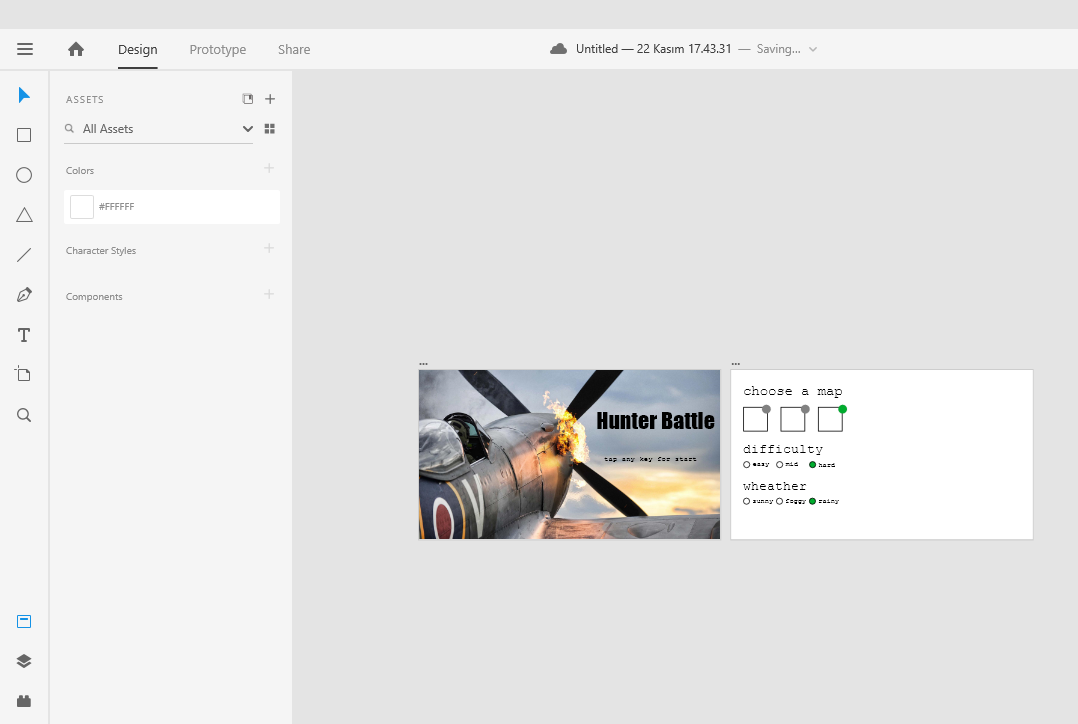 Design Prototype Share Untitled — 22 Kasım 17.43.31 — Saving...
ASSETS
All Assets
Colors
#FFFFFF
Character Styles
Components
...
...
Hunter Battle
tap any key for start
choose a map
difficulty
easy mid hard
wheather
sunny foggy rainy